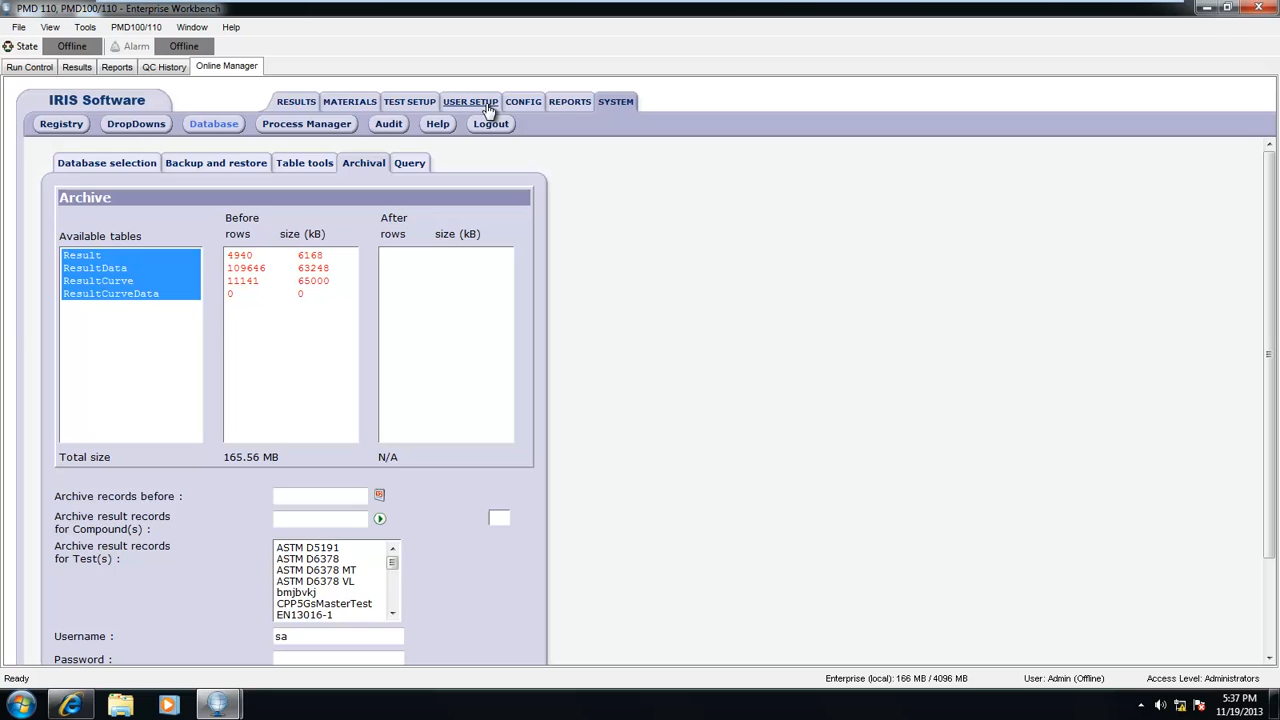 PMD 110, PMD100/110 - Enterprise Workbench
File View Tools PMD100/110 Window Help
State Offline Alarm Offline
Run Control Results Reports QC History Online Manager
IRIS Software
RESULTS MATERIALS TEST SETUP USER SETUP CONFIG REPORTS SYSTEM
Registry DropDowns Database Process Manager Audit Help Logout
Database selection Backup and restore Table tools Archival Query
Archive
Before After
Available tables rows size (kB) rows size (kB)
Result 4940 6168
ResultData 109646 63248
ResultCurve 11141 65000
ResultCurveData 0 0
Total size 165.56 MB N/A
Archive records before :
Archive result records
for Compound(s) :
Archive result records
for Test(s) :
ASTM D5191
ASTM D6378
ASTM D6378 MT
ASTM D6378 VL
bmjbvkj
CPP5GsMasterTest
EN13016-1
Username : sa
Password :
Ready Enterprise (local): 166 MB / 4096 MB User: Admin (Offline) Access Level: Administrators
5:37 PM
11/19/2013